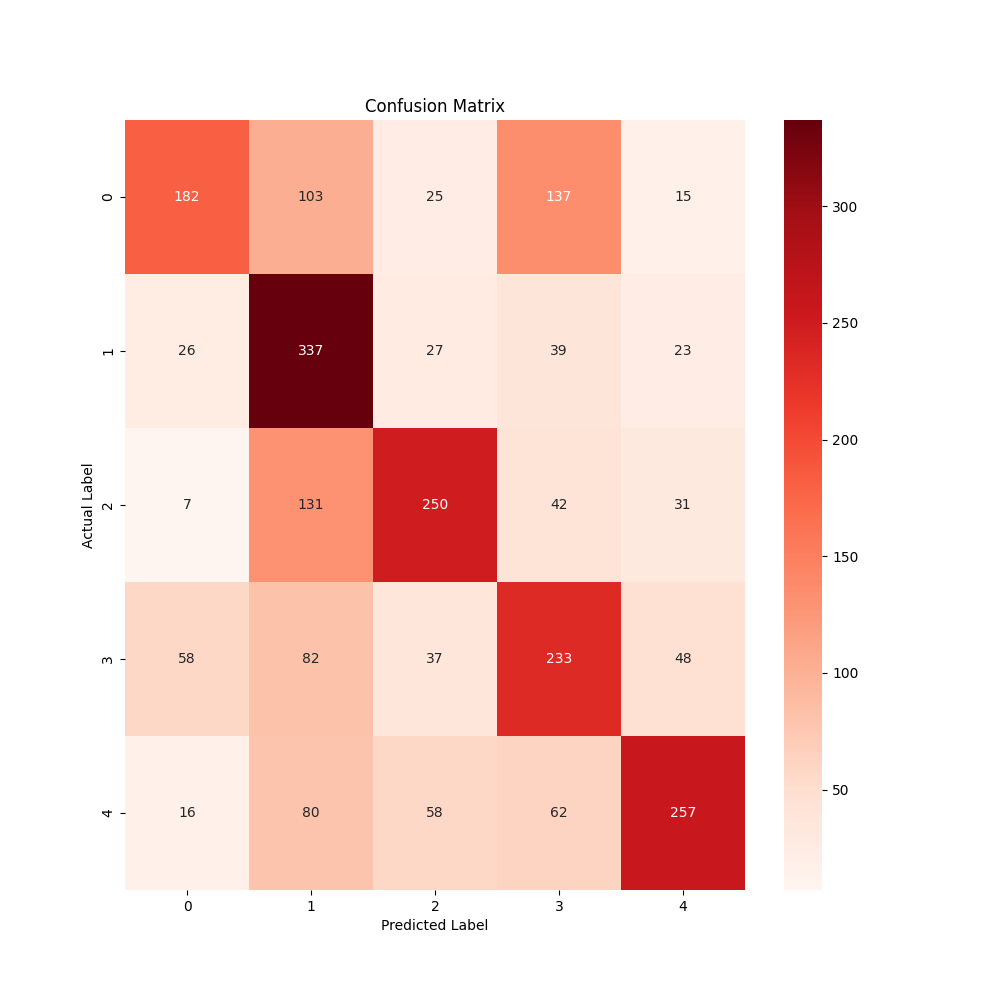 Confusion Matrix
0 182 103 25 137 15
1 26 337 27 39 23
2 7 131 250 42 31
3 58 82 37 233 48
4 16 80 58 62 257
0 1 2 3 4
Predicted Label
Actual Label
300
250
200
150
100
50